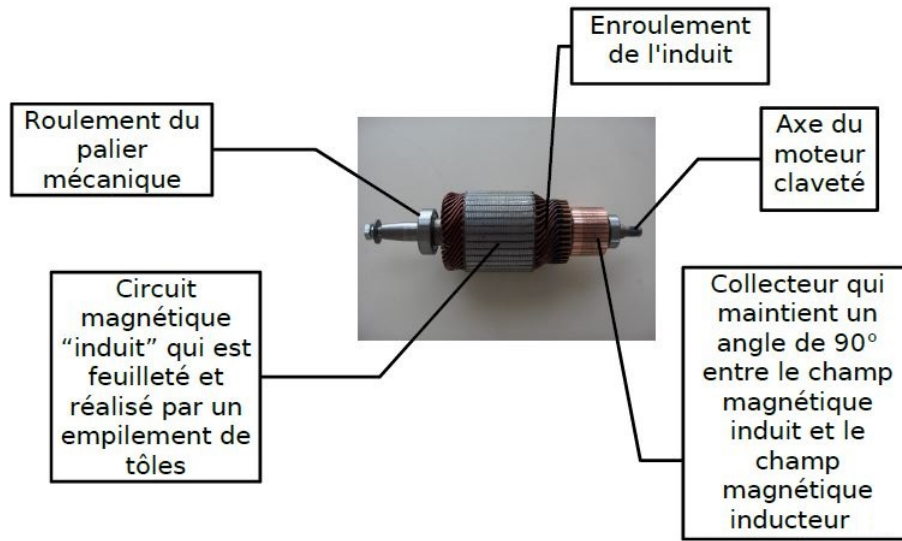 Enroulement
de l'induit
Roulement du
palier
mécanique
Axe du
moteur
claveté
Circuit
magnétique
“induit” qui est
feuilleté et
réalisé par un
empilement de
tôles
Collecteur qui
maintient un
angle de 90°
entre le champ
magnétique
induit et le
champ
magnétique
inducteur